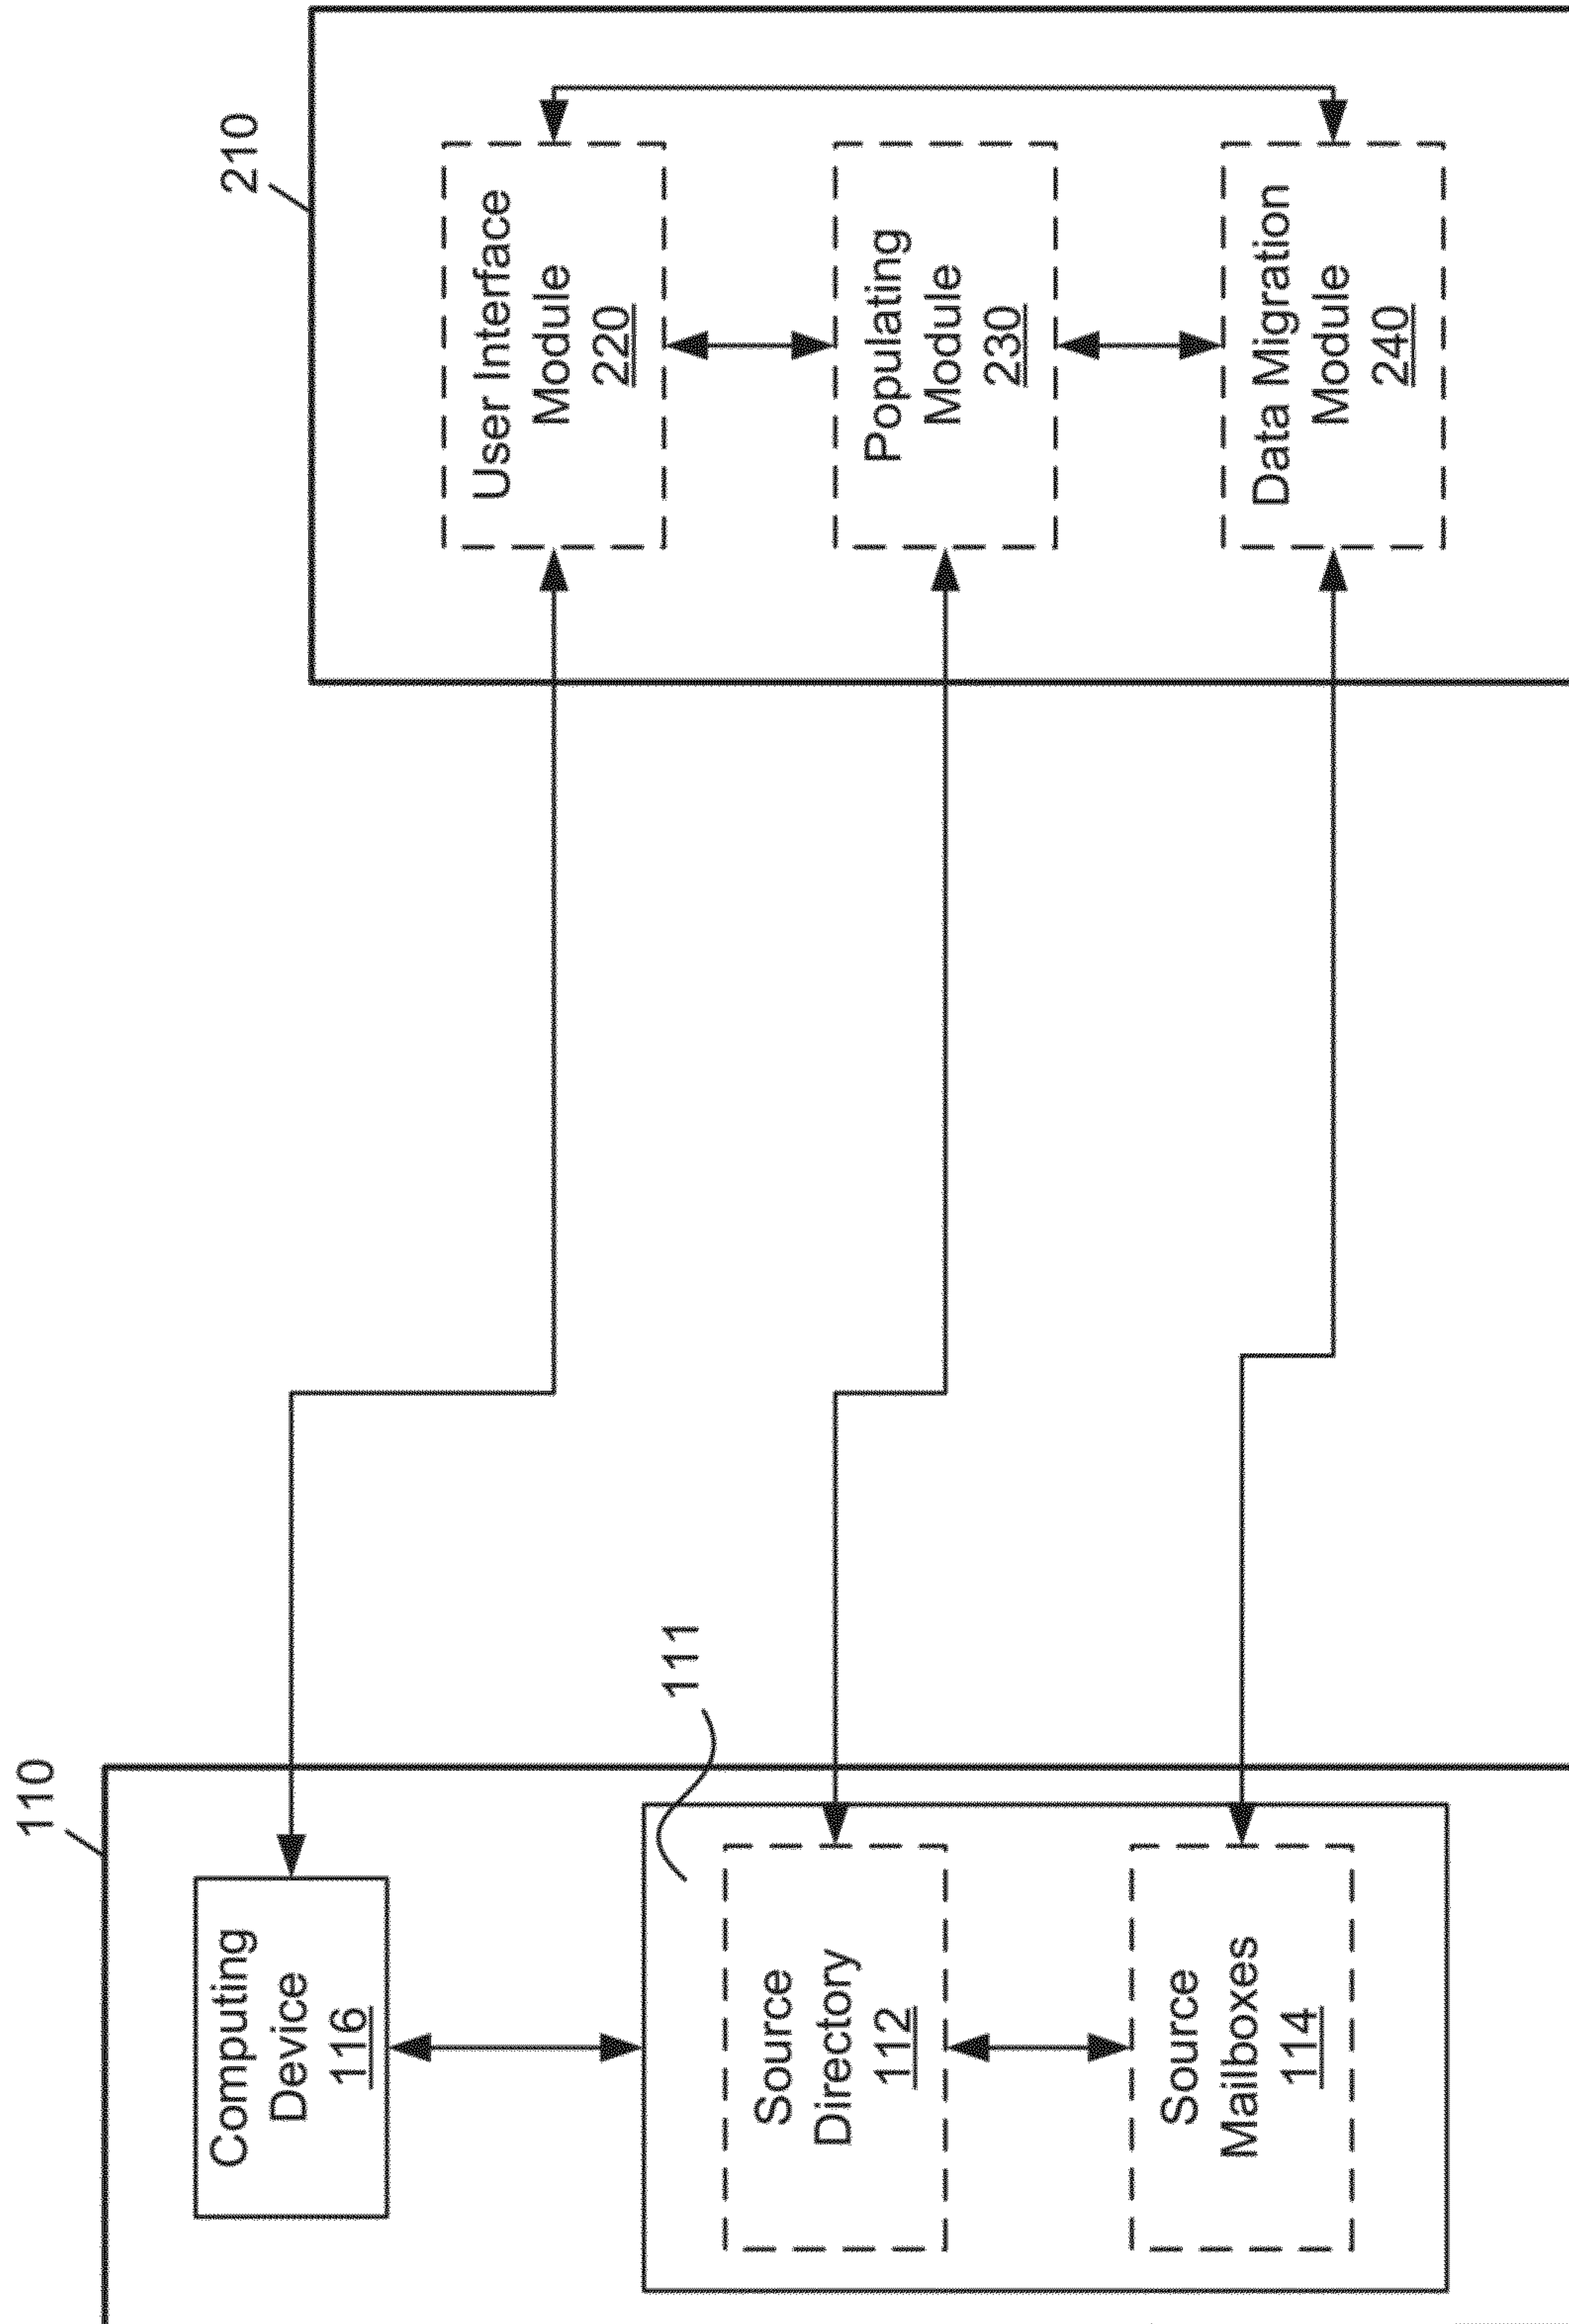 110
Computing
Device
116
111
Source
Directory
112
Source
Mailboxes
114
210
User Interface
Module
220
Populating
Module
230
Data Migration
Module
240